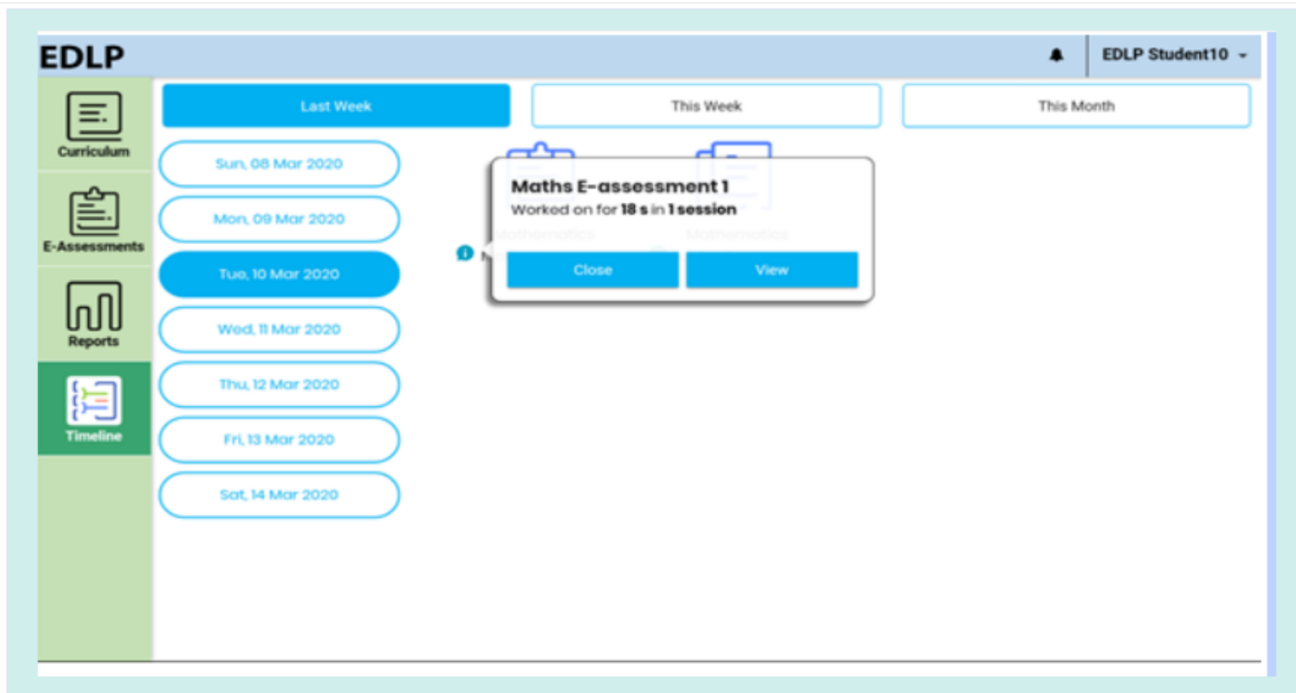 EDLP
EDLP Student10
Curriculum
E-Assessments
Reports
Timeline
Last Week
This Week
This Month
Sun, 08 Mar 2020
Mon, 09 Mar 2020
Tue, 10 Mar 2020
Wed, 11 Mar 2020
Thu, 12 Mar 2020
Fri, 13 Mar 2020
Sat, 14 Mar 2020
Maths E-assessment 1
Worked on for 18 s in 1 session
Mathematics
Mathematics
Close
View